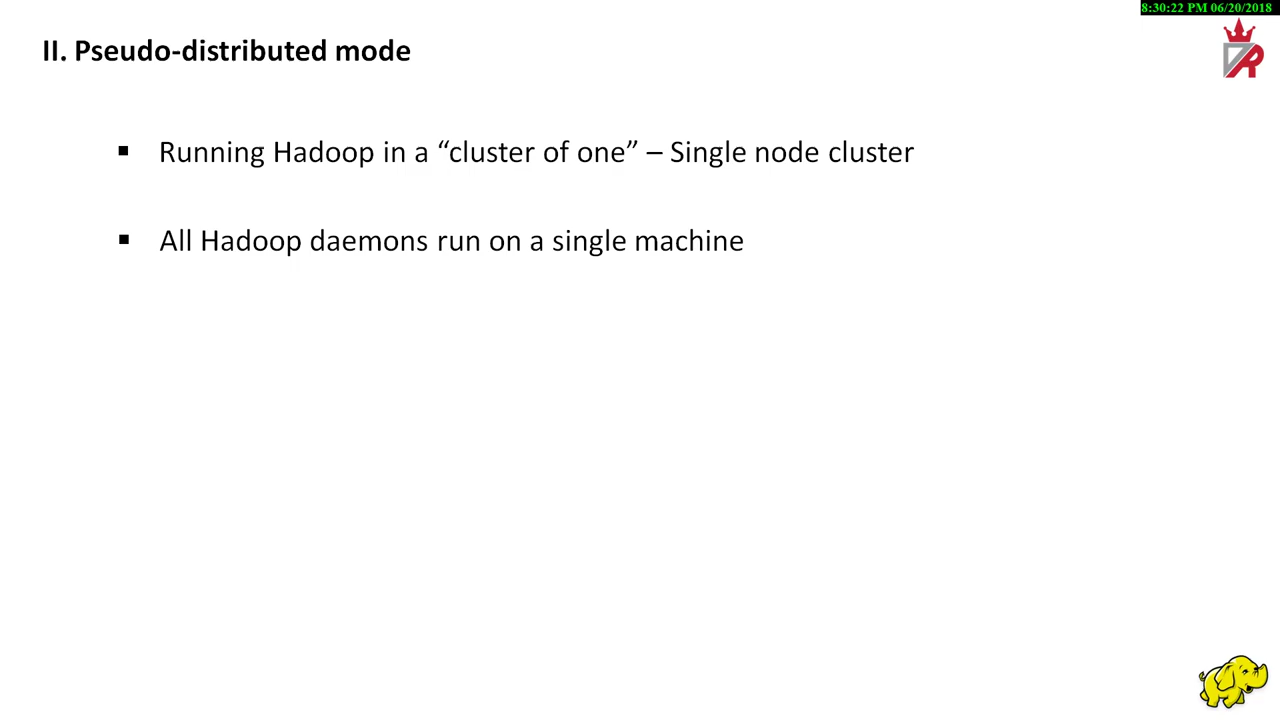 8:30:22 PM 06/20/2018
II. Pseudo-distributed mode
▪ Running Hadoop in a “cluster of one” – Single node cluster
▪ All Hadoop daemons run on a single machine